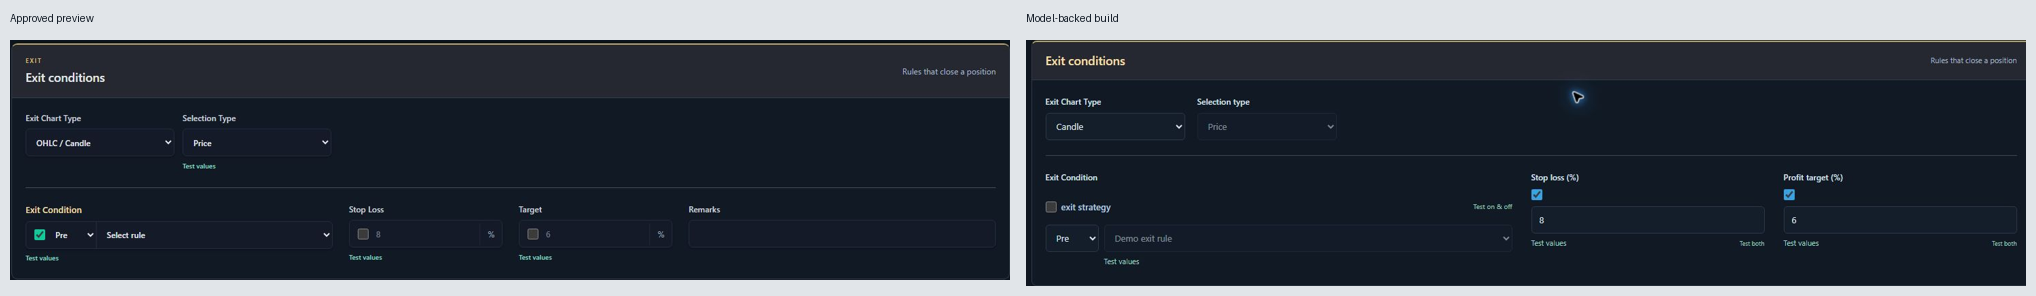 Approved preview
EXIT
Exit conditions
Rules that close a position
Exit Chart Type
Selection Type
OHLC / Candle
Price
Test values
Exit Condition
Stop Loss
Target
Remarks
Pre
Select rule
8
%
6
%
Test values
Test values
Test values
Model-backed build
Exit conditions
Rules that close a position
Exit Chart Type
Selection type
Candle
Price
Exit Condition
Stop loss (%)
Profit target (%)
exit strategy
Test on & off
8
6
Pre
Demo exit rule
Test values
Test both
Test values
Test both
Test values